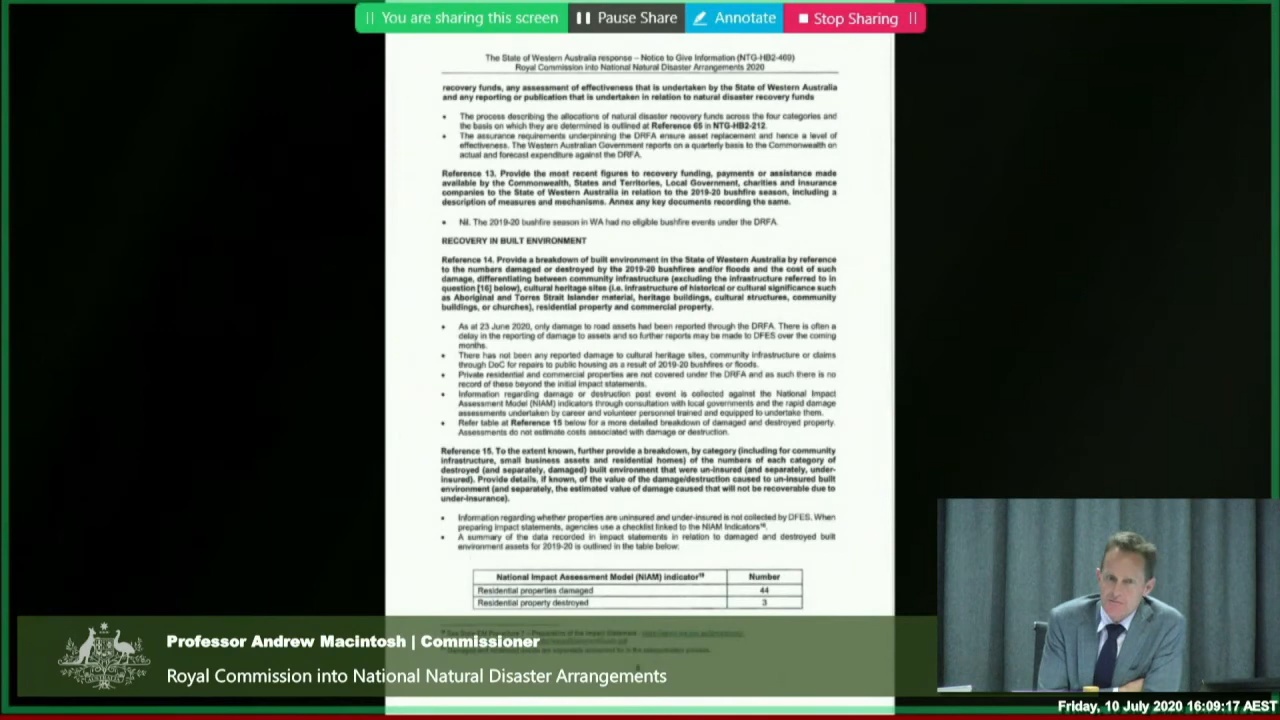 You are sharing this screen Pause Share Annotate Stop Sharing
The State of Western Australia response – Notice to Give Information (NTG-HB2-469)
Royal Commission into National Natural Disaster Arrangements 2020
recovery funds, any assessment of effectiveness that is undertaken by the State of Western Australia
and any reporting or publication that is undertaken in relation to natural disaster recovery funds
• The process describing the allocations of natural disaster recovery funds across the four categories and
the basis on which they are determined is outlined at Reference 65 in NTG-HB2-212.
• The assurance requirements underpinning the DRFA ensure asset replacement and hence a level of
effectiveness. The Western Australian Government reports on a quarterly basis to the Commonwealth on
actual and forecast expenditure against the DRFA.
Reference 13. Provide the most recent figures to recovery funding, payments or assistance made
available by the Commonwealth, States and Territories, Local Government, charities and insurance
companies to the State of Western Australia in relation to the 2019-20 bushfire season, including a
description of measures and mechanisms. Annex any key documents recording the same.
• Nil. The 2019-20 bushfire season in WA had no eligible bushfire events under the DRFA.
RECOVERY IN BUILT ENVIRONMENT
Reference 14. Provide a breakdown of built environment in the State of Western Australia by reference
to the numbers damaged or destroyed by the 2019-20 bushfires and/or floods and the cost of such
damage, differentiating between community infrastructure (excluding the infrastructure referred to in
question [16] below), cultural heritage sites (i.e. infrastructure of historical or cultural significance such
as Aboriginal and Torres Strait Islander material, heritage buildings, cultural structures, community
buildings, or churches), residential property and commercial property.
• As at 23 June 2020, only damage to road assets had been reported through the DRFA. There is often a
delay in the reporting of damage to assets and so further reports may be made to DFES over the coming
months.
• There has not been any reported damage to cultural heritage sites, community infrastructure or claims
through DoC for repairs to public housing as a result of 2019-20 bushfires or floods.
• Private residential and commercial properties are not covered under the DRFA and as such there is no
record of these beyond the initial impact statements.
• Information regarding damage or destruction post event is collected against the National Impact
Assessment Model (NIAM) indicators through consultation with local governments and the rapid damage
assessments undertaken by career and volunteer personnel trained and equipped to undertake them.
• Refer table at Reference 15 below for a more detailed breakdown of damaged and destroyed property.
Assessments do not estimate costs associated with damage or destruction.
Reference 15. To the extent known, further provide a breakdown, by category (including for community
infrastructure, small business assets and residential homes) of the numbers of each category of
destroyed (and separately, damaged) built environment that were un-insured (and separately, under-
insured). Provide details, if known, of the value of the damage/destruction caused to un-insured built
environment (and separately, the estimated value of damage caused that will not be recoverable due to
under-insurance).
• Information regarding whether properties are uninsured and under-insured is not collected by DFES. When
preparing impact statements, agencies use a checklist linked to the NIAM Indicators
• A summary of the data recorded in impact statements in relation to damaged and destroyed built
environment assets for 2019-20 is outlined in the table below:
National Impact Assessment Model (NIAM) indicator Number
Residential properties damaged 44
Residential property destroyed 3
Professor Andrew Macintosh | Commissioner
Royal Commission into National Natural Disaster Arrangements
Friday, 10 July 2020 16:09:17 AEST